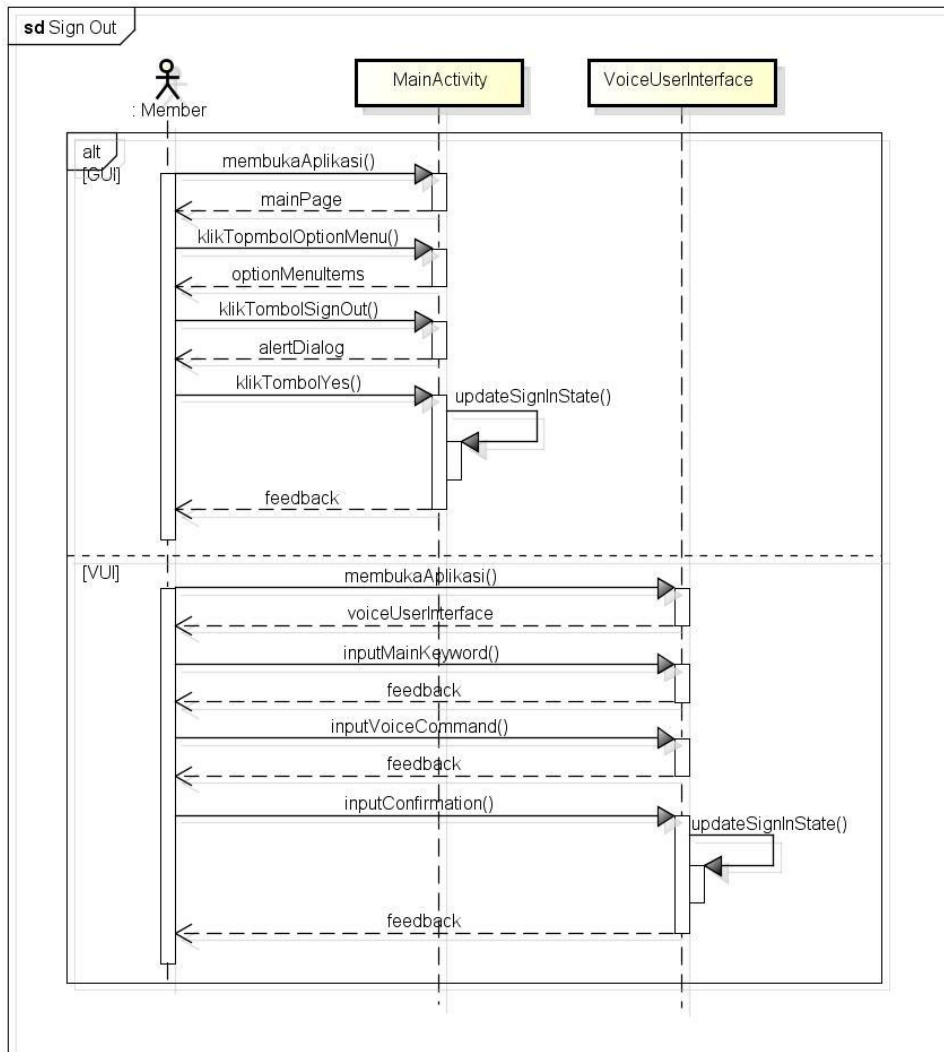 sd Sign Out
: Member
MainActivity
VoiceUserInterface
alt
[GUI]
membukaAplikasi()
mainPage
klikTopmbolOptionMenu()
optionMenuItems
klikTombolSignOut()
alertDialog
klikTombolYes()
updateSignInState()
feedback
[VUI]
membukaAplikasi()
voiceUserInterface
inputMainKeyword()
feedback
inputVoiceCommand()
feedback
inputConfirmation()
updateSignInState()
feedback